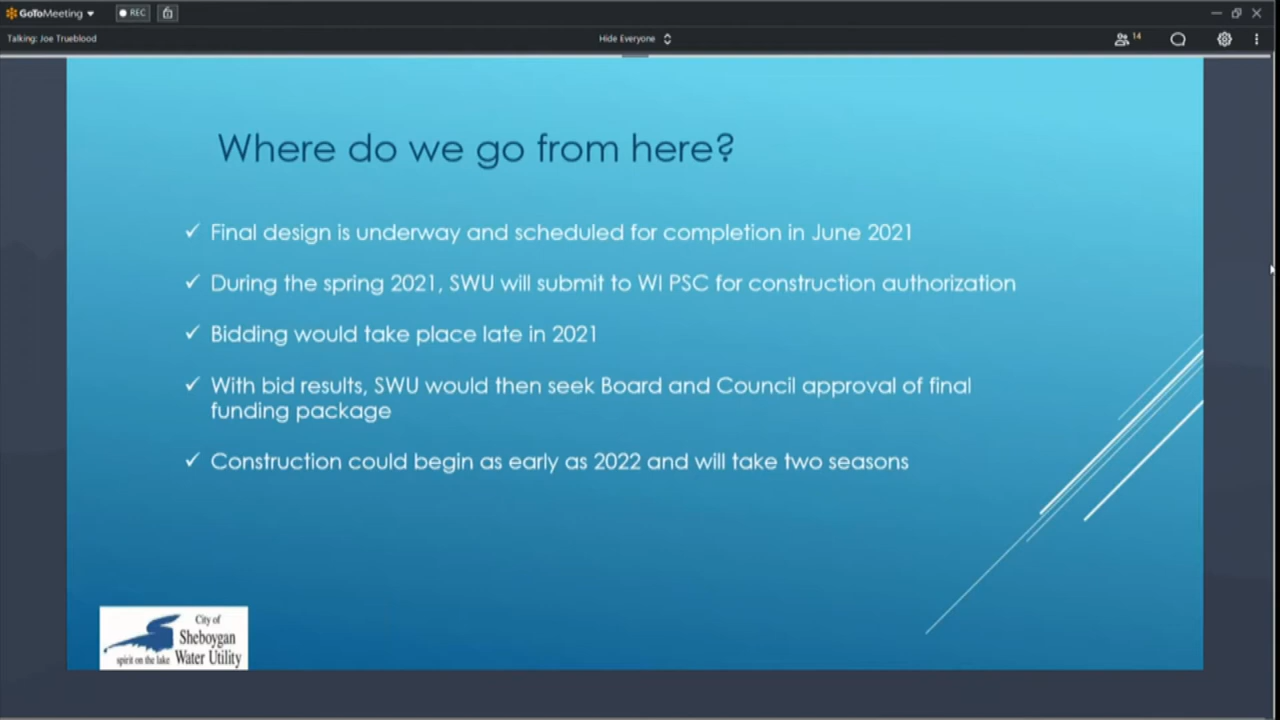 GoToMeeting
REC
Talking: Joe Trueblood
Hide Everyone
14
Where do we go from here?
✓ Final design is underway and scheduled for completion in June 2021
✓ During the spring 2021, SWU will submit to WI PSC for construction authorization
✓ Bidding would take place late in 2021
✓ With bid results, SWU would then seek Board and Council approval of final
funding package
✓ Construction could begin as early as 2022 and will take two seasons
City of
Sheboygan
spirit on the lake Water Utility